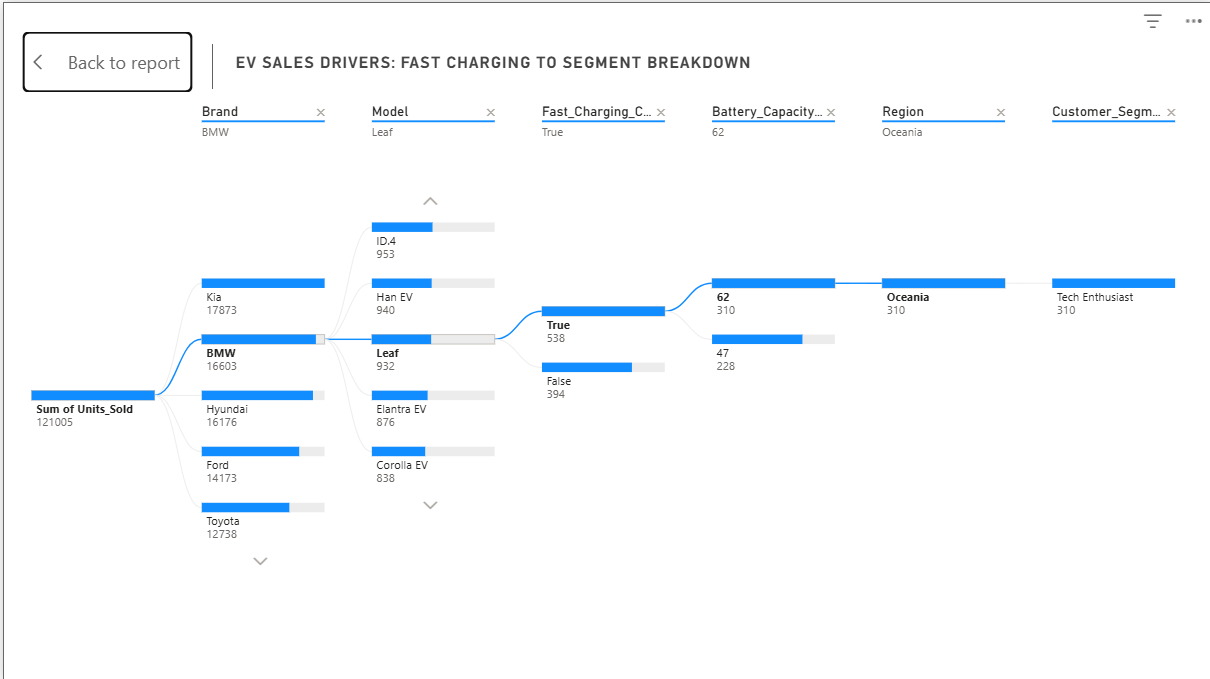 Back to report
EV SALES DRIVERS: FAST CHARGING TO SEGMENT BREAKDOWN
Brand
BMW
Model
Leaf
Fast_Charging_C...
True
Battery_Capacity...
62
Region
Oceania
Customer_Segm...
Sum of Units_Sold
121005
Kia
17873
BMW
16603
Hyundai
16176
Ford
14173
Toyota
12738
ID.4
953
Han EV
940
Leaf
932
Elantra EV
876
Corolla EV
838
True
538
False
394
62
310
47
228
Oceania
310
Tech Enthusiast
310